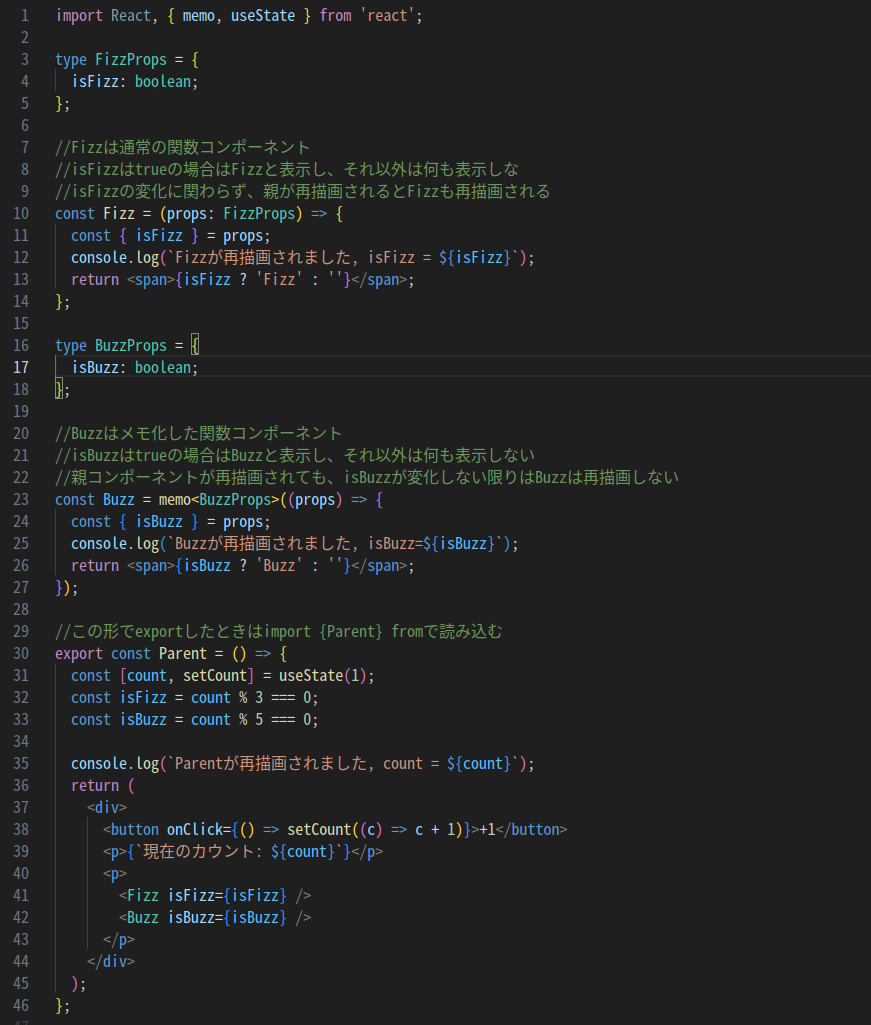 1 import React, { memo, useState } from 'react';
2
3 type FizzProps = {
4   isFizz: boolean;
5 };
6
7 //Fizzは通常の関数コンポーネント
8 //isFizzはtrueの場合はFizzと表示し、それ以外は何も表示しな
9 //isFizzの変化に関わらず、親が再描画されるとFizzも再描画される
10 const Fizz = (props: FizzProps) => {
11   const { isFizz } = props;
12   console.log(`Fizzが再描画されました, isFizz = ${isFizz}`);
13   return <span>{isFizz ? 'Fizz' : ''}</span>;
14 };
15
16 type BuzzProps = {
17   isBuzz: boolean;
18 };
19
20 //Buzzはメモ化した関数コンポーネント
21 //isBuzzはtrueの場合はBuzzと表示し、それ以外は何も表示しない
22 //親コンポーネントが再描画されても、isBuzzが変化しない限りはBuzzは再描画しない
23 const Buzz = memo<BuzzProps>((props) => {
24   const { isBuzz } = props;
25   console.log(`Buzzが再描画されました, isBuzz=${isBuzz}`);
26   return <span>{isBuzz ? 'Buzz' : ''}</span>;
27 });
28
29 //この形でexportしたときはimport {Parent} fromで読み込む
30 export const Parent = () => {
31   const [count, setCount] = useState(1);
32   const isFizz = count % 3 === 0;
33   const isBuzz = count % 5 === 0;
34
35   console.log(`Parentが再描画されました, count = ${count}`);
36   return (
37     <div>
38       <button onClick={() => setCount((c) => c + 1)}>+1</button>
39       <p>{`現在のカウント: ${count}`}</p>
40       <p>
41         <Fizz isFizz={isFizz} />
42         <Buzz isBuzz={isBuzz} />
43       </p>
44     </div>
45   );
46 };